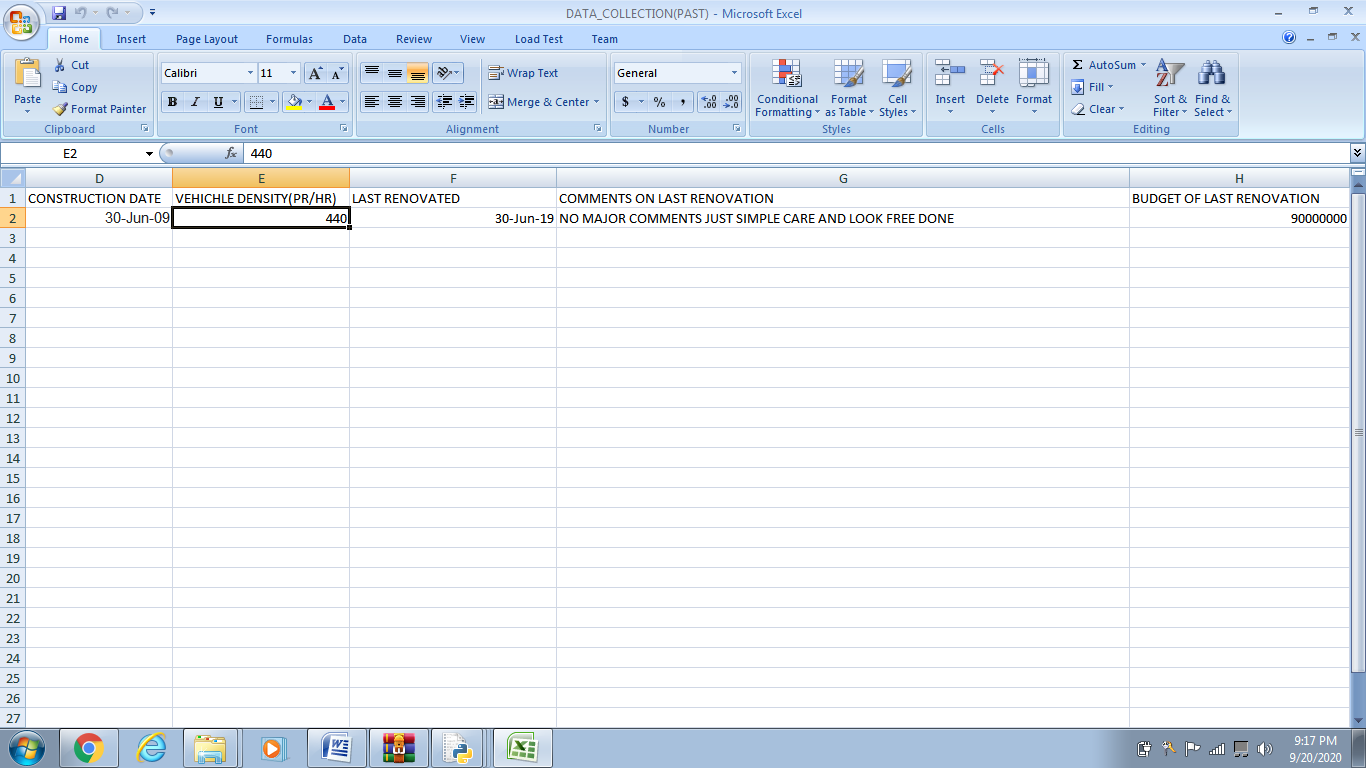 DATA_COLLECTION(PAST) - Microsoft Excel
Home Insert Page Layout Formulas Data Review View Load Test Team
Paste
Cut
Copy
Format Painter
Clipboard
Calibri 11
B I U
Font
Wrap Text
Merge & Center
Alignment
General
$ % ,
Number
Conditional Formatting
Format as Table
Cell Styles
Styles
Insert Delete Format
Cells
Σ AutoSum
Fill
Clear
Sort & Filter
Find & Select
Editing
E2 fx 440
D E F G H
1 CONSTRUCTION DATE VEHICHLE DENSITY(PR/HR) LAST RENOVATED COMMENTS ON LAST RENOVATION BUDGET OF LAST RENOVATION
2 30-Jun-09 440 30-Jun-19 NO MAJOR COMMENTS JUST SIMPLE CARE AND LOOK FREE DONE 90000000
3
4
5
6
7
8
9
10
11
12
13
14
15
16
17
18
19
20
21
22
23
24
25
26
27
9:17 PM
9/20/2020